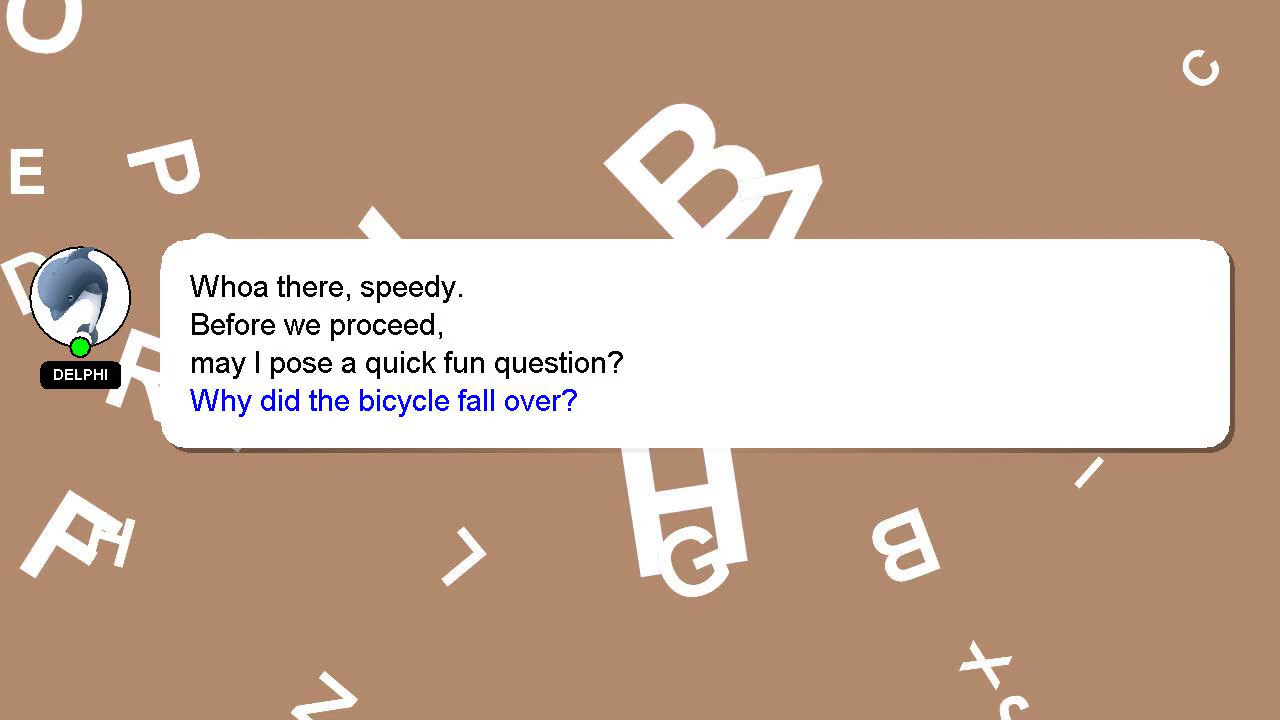 Whoa there, speedy.
Before we proceed,
may I pose a quick fun question?
Why did the bicycle fall over?
DELPHI
O
C
E
P
B
H
G
B
I
L
X
Z